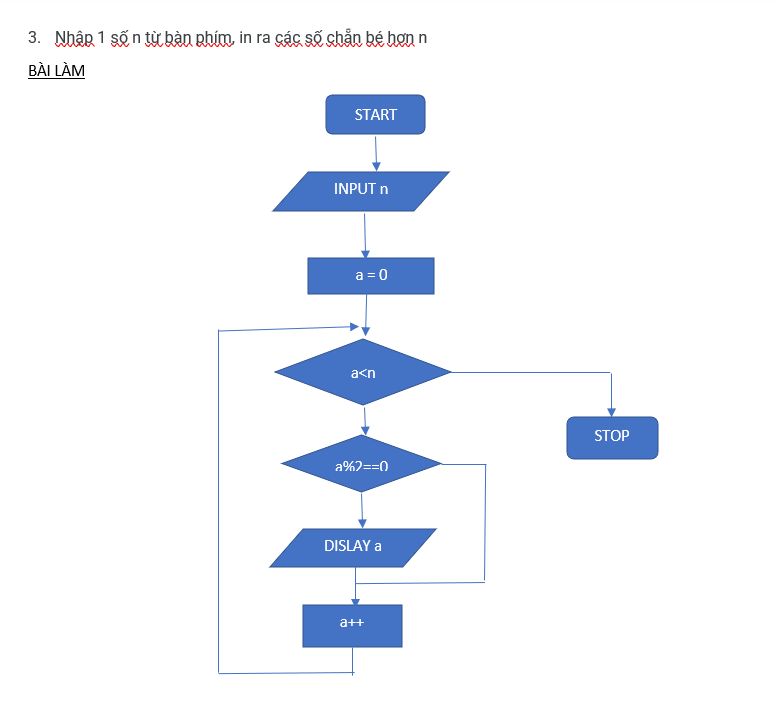 3. Nhập 1 số n từ bàn phím, in ra các số chẵn bé hơn n
BÀI LÀM
START
INPUT n
a = 0
a<n
STOP
a%2==0
DISLAY a
a++